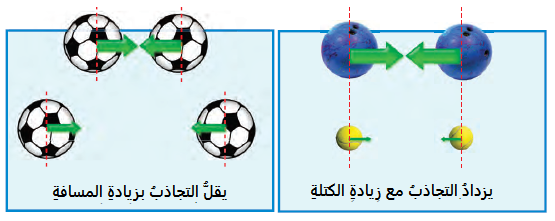 يزدادُ التجاذبُ مع زيادةِ الكتلةِ
يقلُّ التجاذبُ بزيادةِ المسافةِ